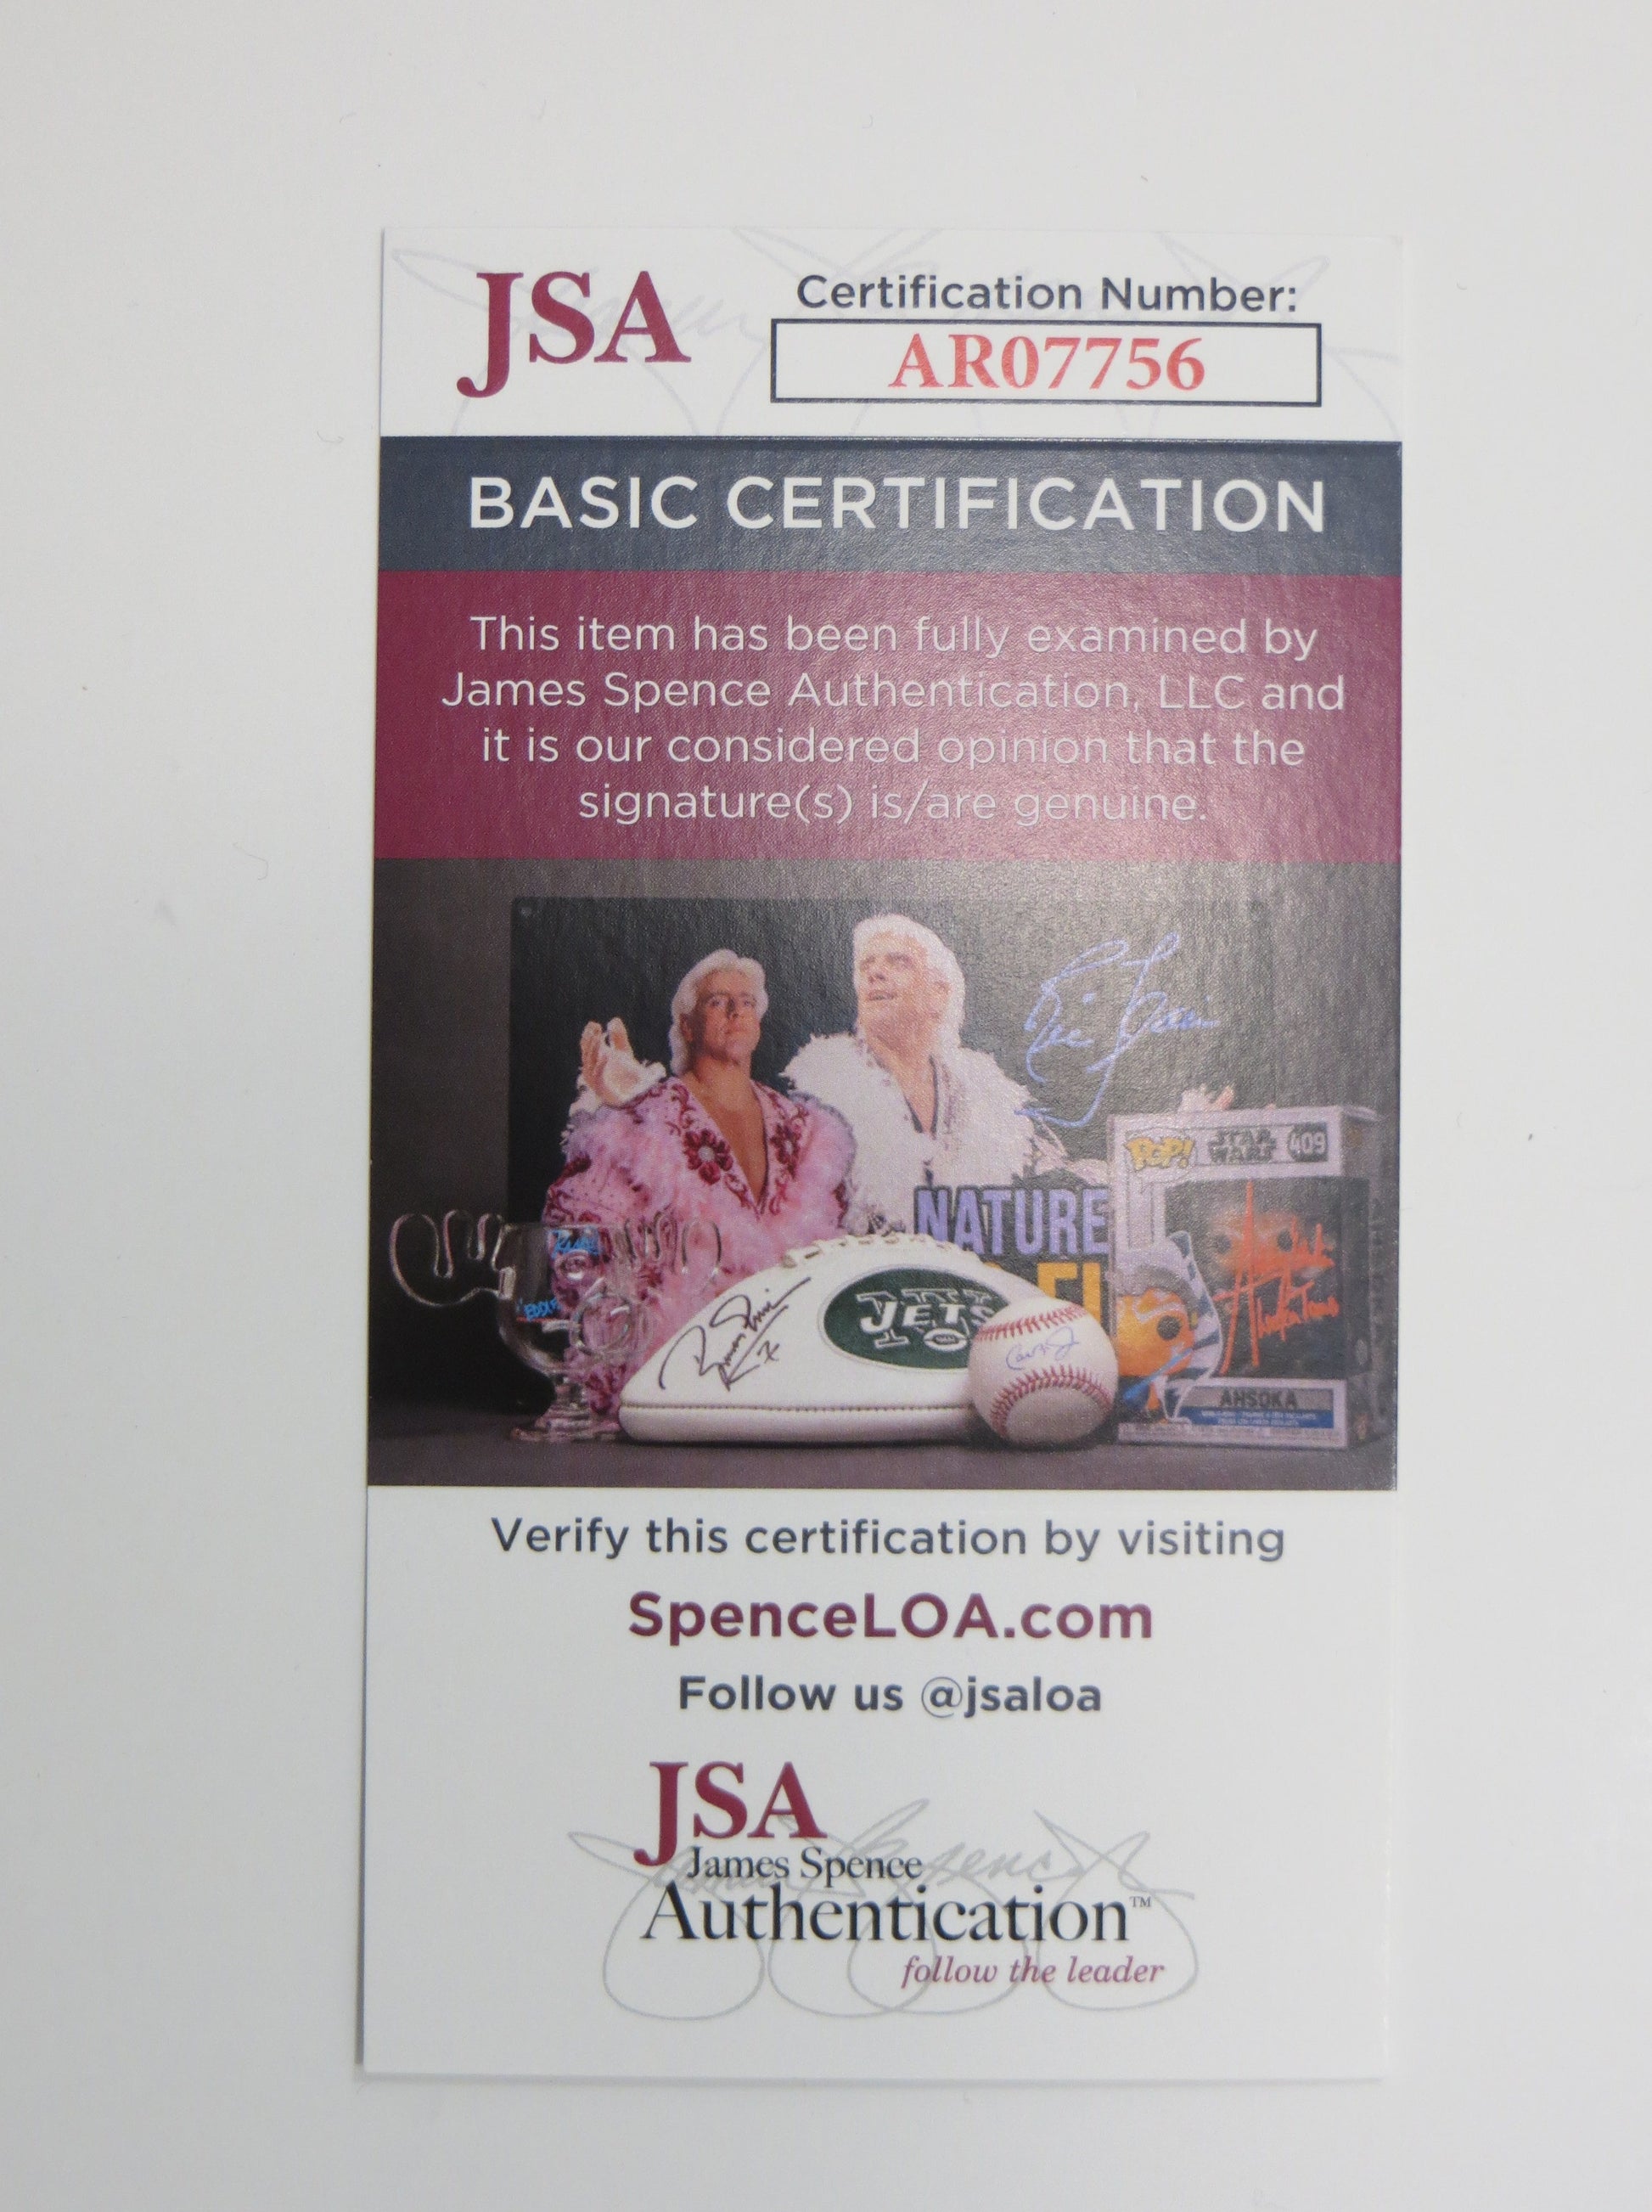 JSA
Certification Number:
AR07756
BASIC CERTIFICATION
This item has been fully examined by
James Spence Authentication, LLC and
it is our considered opinion that the
signature(s) is/are genuine.
POP!
STAR
WARS
409
NATURE
JETS
AHSOKA
Verify this certification by visiting
SpenceLOA.com
Follow us @jsaloa
JSA
James Spence
Authentication™
follow the leader